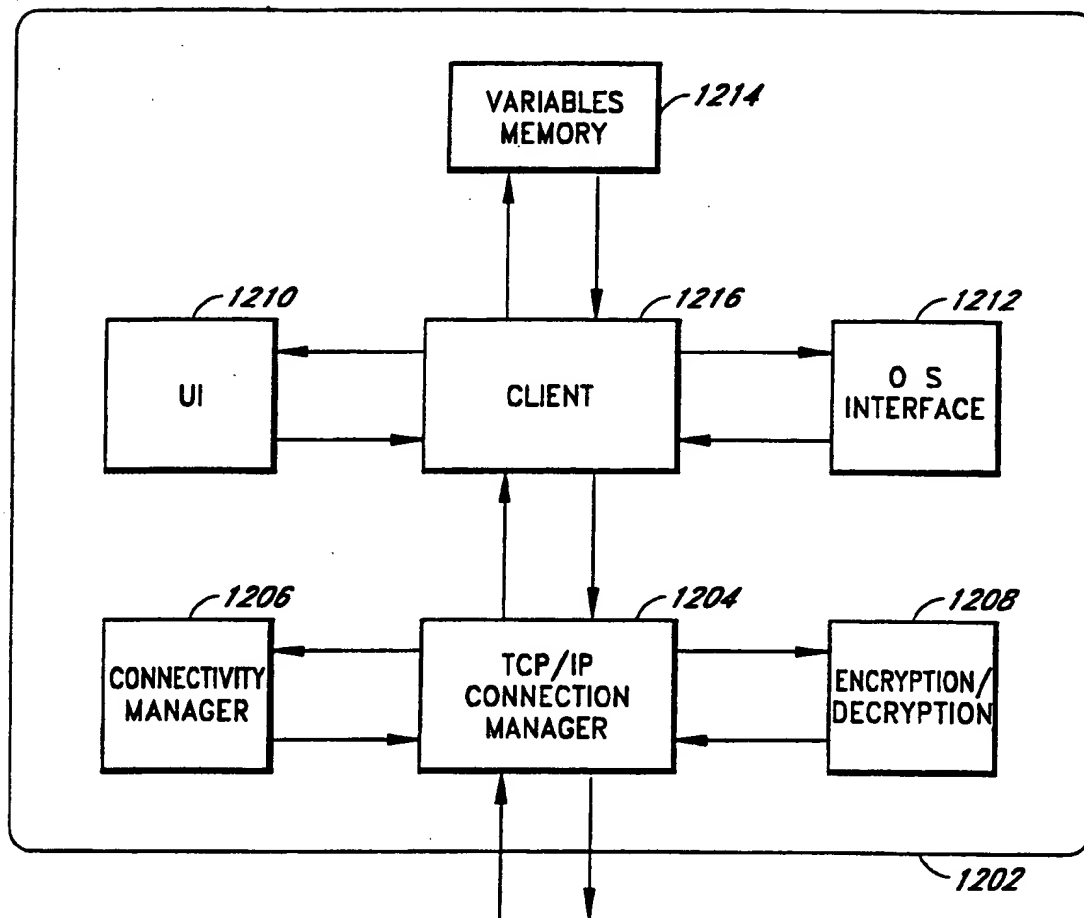 VARIABLES
MEMORY
1214
1210
1216
1212
UI
CLIENT
O S
INTERFACE
1206
1204
1208
CONNECTIVITY
MANAGER
TCP/IP
CONNECTION
MANAGER
ENCRYPTION/
DECRYPTION
1202